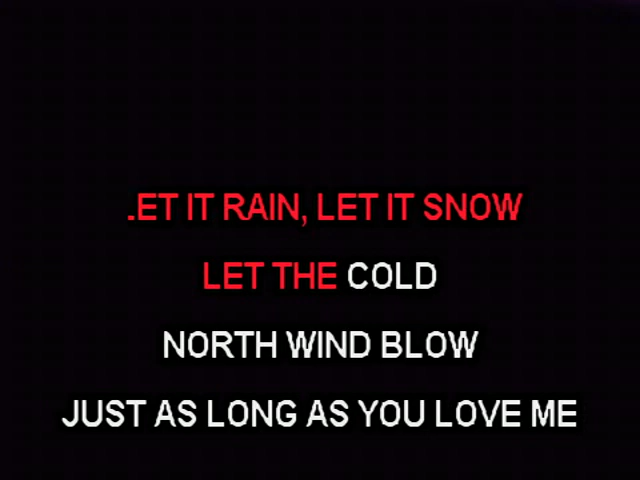 .ET IT RAIN, LET IT SNOW
LET THE COLD
NORTH WIND BLOW
JUST AS LONG AS YOU LOVE ME